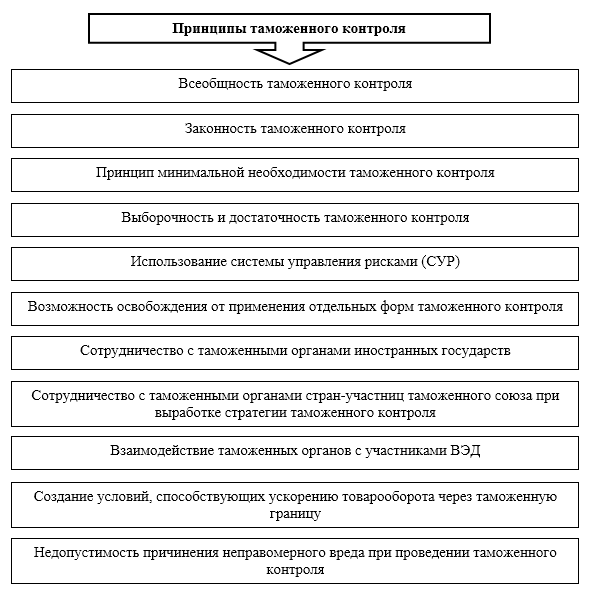 Принципы таможенного контроля
Всеобщность таможенного контроля
Законность таможенного контроля
Принцип минимальной необходимости таможенного контроля
Выборочность и достаточность таможенного контроля
Использование системы управления рисками (СУР)
Возможность освобождения от применения отдельных форм таможенного контроля
Сотрудничество с таможенными органами иностранных государств
Сотрудничество с таможенными органами стран-участниц таможенного союза при
выработке стратегии таможенного контроля
Взаимодействие таможенных органов с участниками ВЭД
Создание условий, способствующих ускорению товарооборота через таможенную
границу
Недопустимость причинения неправомерного вреда при проведении таможенного
контроля